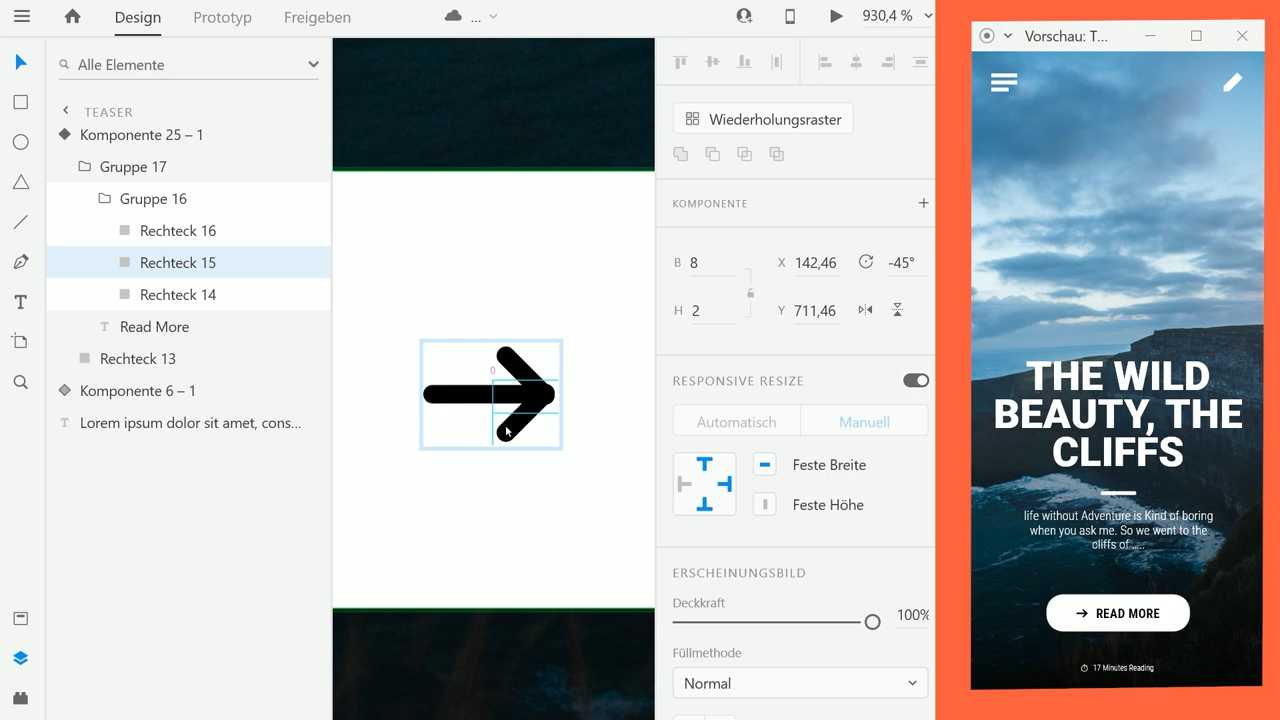 Design
Prototyp
Freigeben
...
930,4 %
Alle Elemente
TEASER
Komponente 25 – 1
Gruppe 17
Gruppe 16
Rechteck 16
Rechteck 15
Rechteck 14
Read More
Rechteck 13
Komponente 6 – 1
Lorem ipsum dolor sit amet, cons...
0
Wiederholungsraster
KOMPONENTE
B 8 X 142,46 -45°
H 2 Y 711,46
RESPONSIVE RESIZE
Automatisch Manuell
Feste Breite
Feste Höhe
ERSCHEINUNGSBILD
Deckkraft
100%
Füllmethode
Normal
Vorschau: T...
THE WILD
BEAUTY, THE
CLIFFS
life without Adventure is Kind of boring
when you ask me. So we went to the
cliffs of .....
READ MORE
17 Minutes Reading